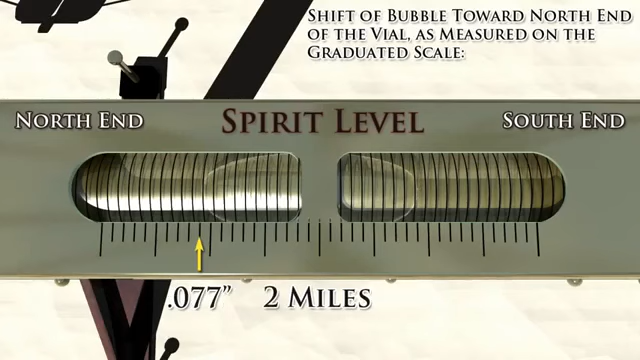 Shift of Bubble Toward North End
of the Vial, as Measured on the
Graduated Scale:
North End
Spirit Level
South End
.077” 2 Miles